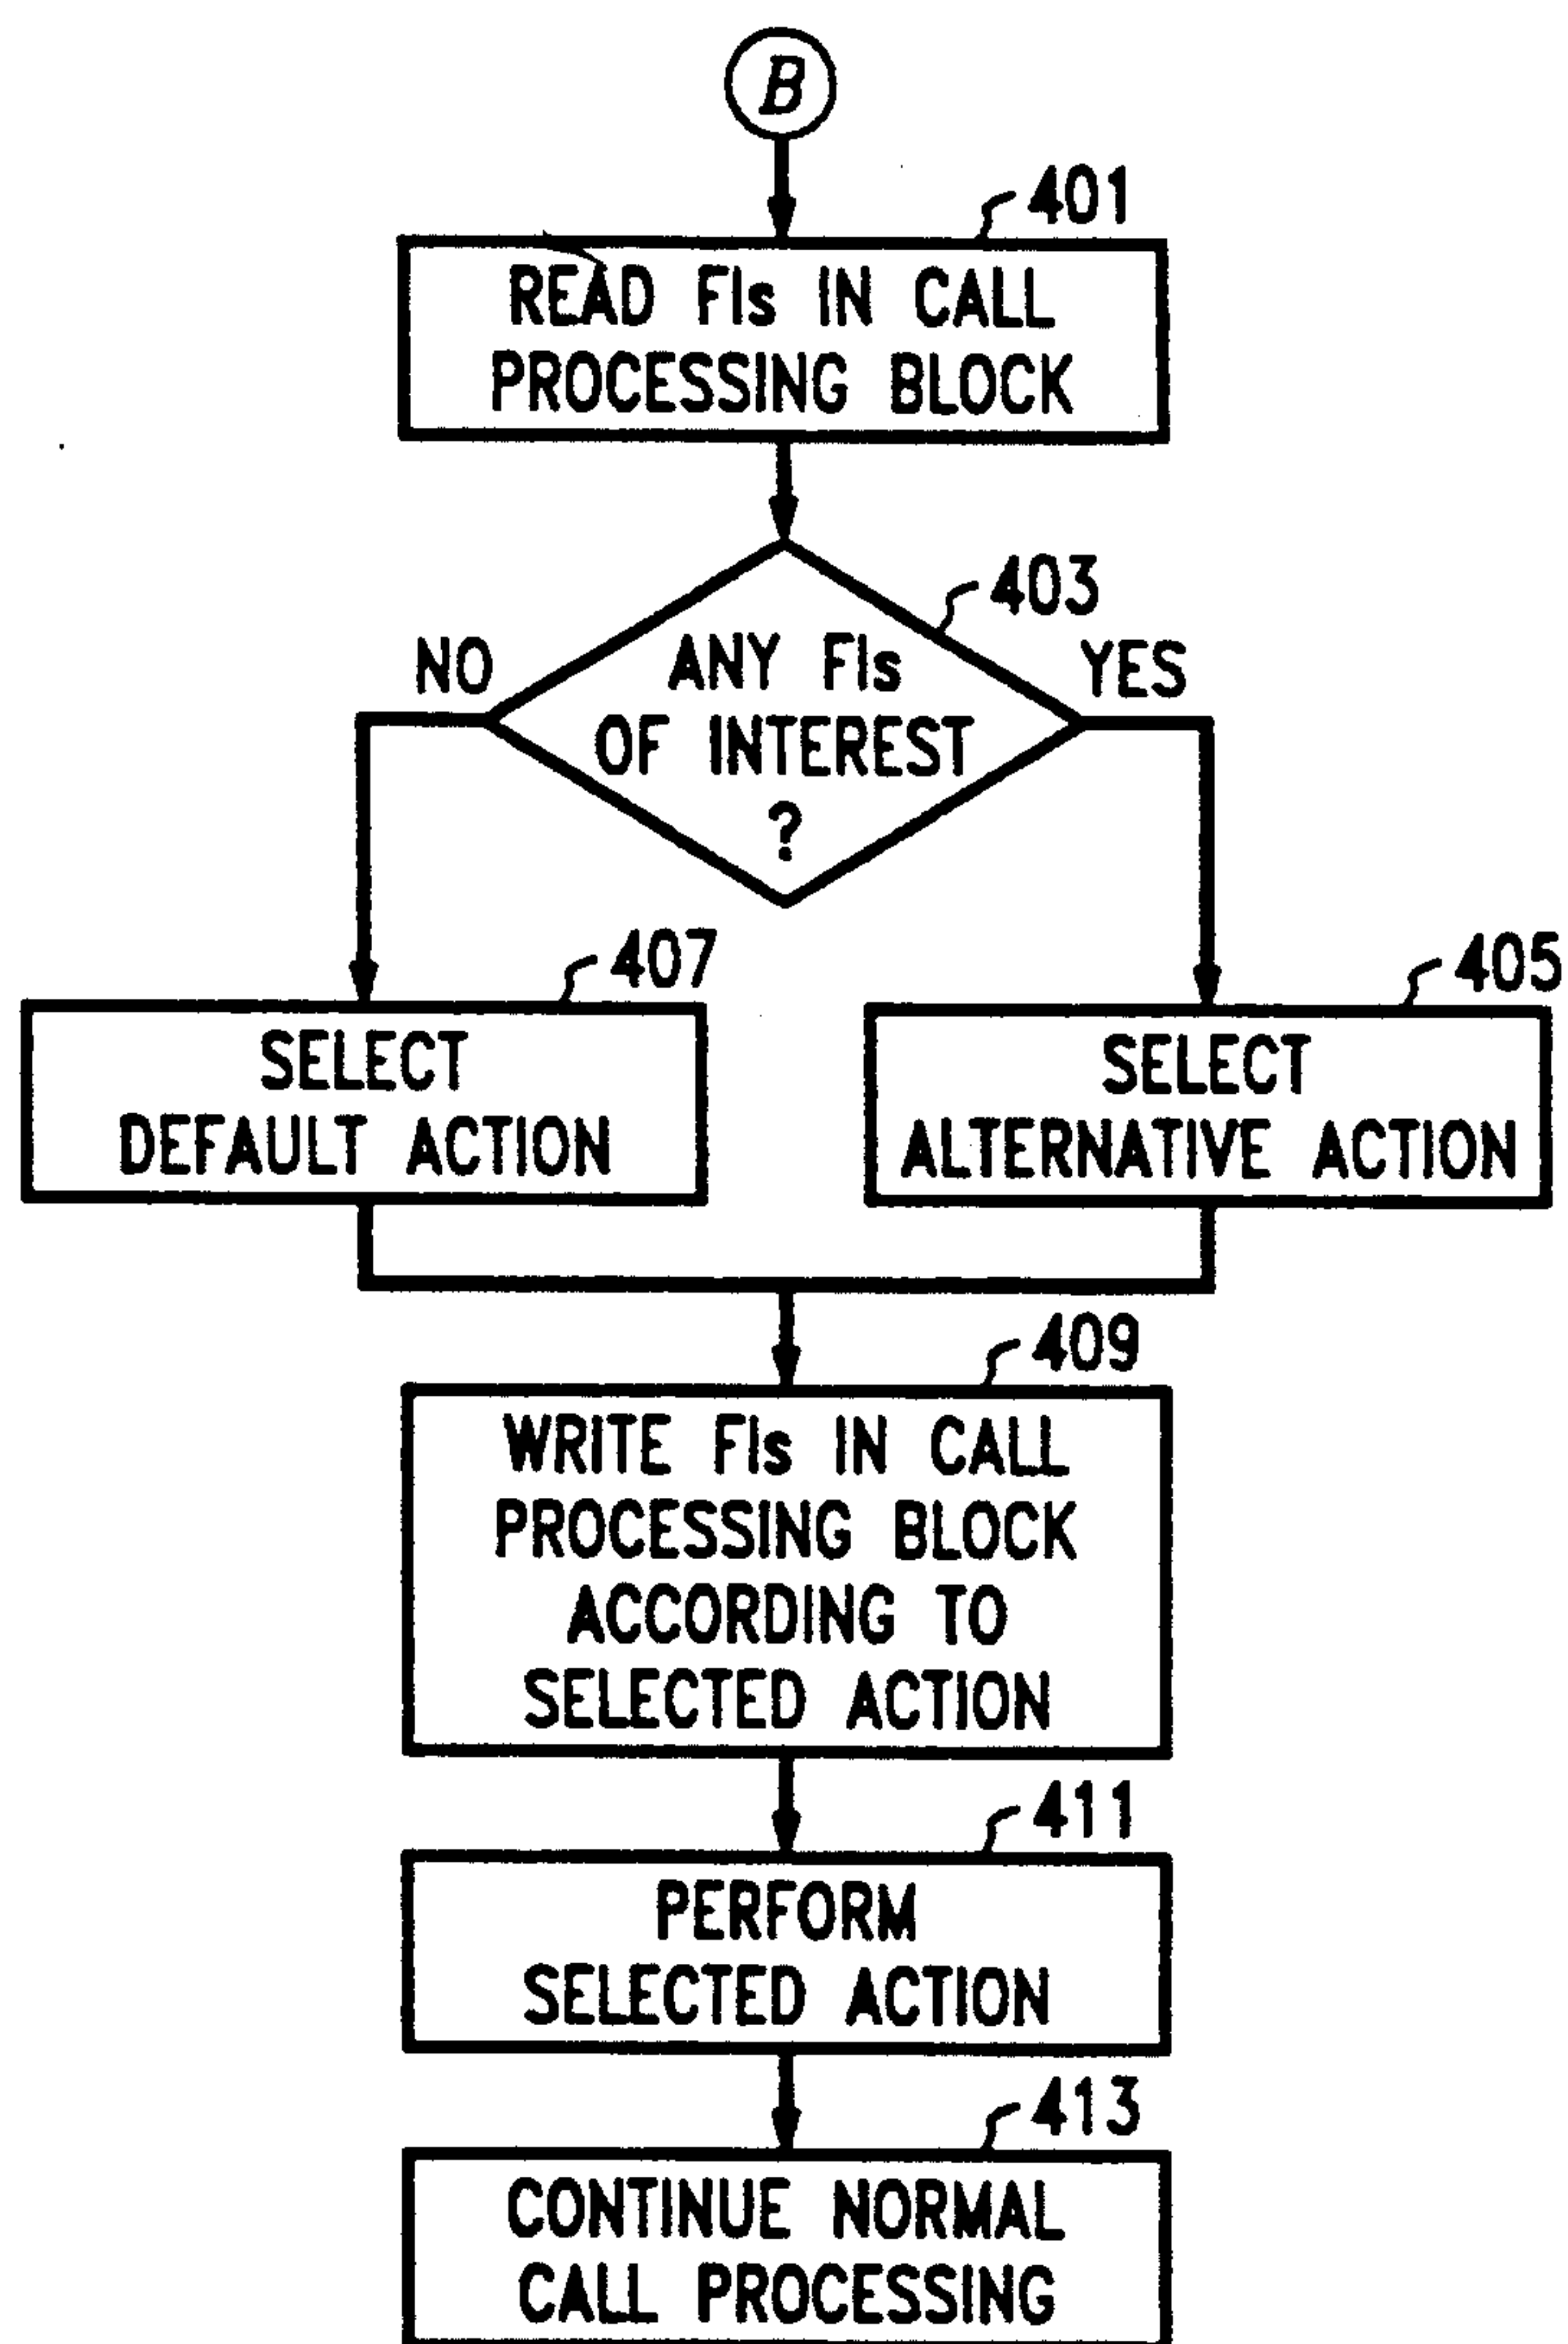 B
401
READ FIs IN CALL
PROCESSING BLOCK
403
NO
YES
ANY FIs
OF INTEREST
?
407
405
SELECT
DEFAULT ACTION
SELECT
ALTERNATIVE ACTION
409
WRITE FIs IN CALL
PROCESSING BLOCK
ACCORDING TO
SELECTED ACTION
411
PERFORM
SELECTED ACTION
413
CONTINUE NORMAL
CALL PROCESSING